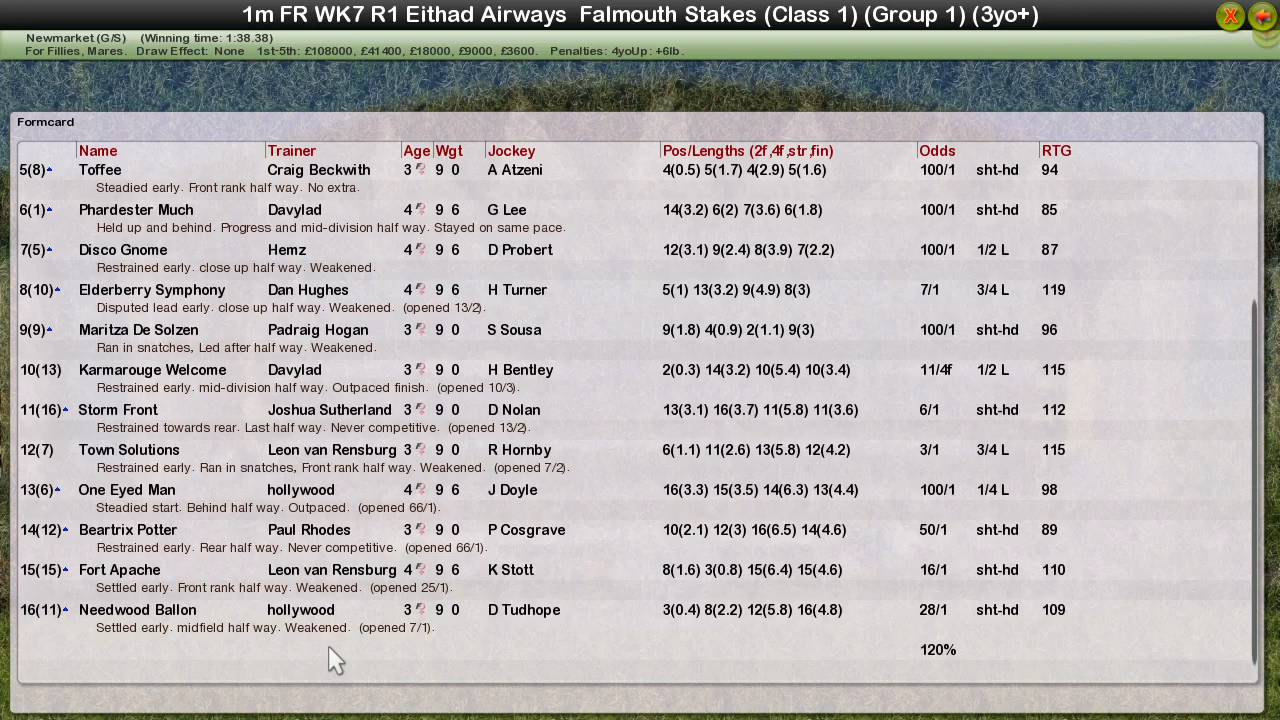 1m FR WK7 R1 Eithad Airways  Falmouth Stakes (Class 1) (Group 1) (3yo+)
X
Newmarket (G/S)    (Winning time: 1:38.38)
For Fillies, Mares.   Draw Effect: None   1st-5th: £108000, £41400, £18000, £9000, £3600.   Penalties: 4yoUp: +6lb.
Formcard
Name Trainer Age Wgt Jockey Pos/Lengths (2f,4f,str,fin) Odds RTG
5(8) Toffee Craig Beckwith 3 9 0 A Atzeni 4(0.5) 5(1.7) 4(2.9) 5(1.6) 100/1 sht-hd 94
Steadied early. Front rank half way. No extra.
6(1) Phardester Much Davylad 4 9 6 G Lee 14(3.2) 6(2) 7(3.6) 6(1.8) 100/1 sht-hd 85
Held up and behind. Progress and mid-division half way. Stayed on same pace.
7(5) Disco Gnome Hemz 4 9 6 D Probert 12(3.1) 9(2.4) 8(3.9) 7(2.2) 100/1 1/2 L 87
Restrained early. close up half way. Weakened.
8(10) Elderberry Symphony Dan Hughes 4 9 6 H Turner 5(1) 13(3.2) 9(4.9) 8(3) 7/1 3/4 L 119
Disputed lead early. close up half way. Weakened.  (opened 13/2).
9(9) Maritza De Solzen Padraig Hogan 3 9 0 S Sousa 9(1.8) 4(0.9) 2(1.1) 9(3) 100/1 sht-hd 96
Ran in snatches, Led after half way. Weakened.
10(13) Karmarouge Welcome Davylad 3 9 0 H Bentley 2(0.3) 14(3.2) 10(5.4) 10(3.4) 11/4f 1/2 L 115
Restrained early. mid-division half way. Outpaced finish.  (opened 10/3).
11(16) Storm Front Joshua Sutherland 3 9 0 D Nolan 13(3.1) 16(3.7) 11(5.8) 11(3.6) 6/1 sht-hd 112
Restrained towards rear. Last half way. Never competitive.  (opened 13/2).
12(7) Town Solutions Leon van Rensburg 3 9 0 R Hornby 6(1.1) 11(2.6) 13(5.8) 12(4.2) 3/1 3/4 L 115
Restrained early. Ran in snatches, Front rank half way. Weakened.  (opened 7/2).
13(6) One Eyed Man hollywood 4 9 6 J Doyle 16(3.3) 15(3.5) 14(6.3) 13(4.4) 100/1 1/4 L 98
Steadied start. Behind half way. Outpaced.  (opened 66/1).
14(12) Beartrix Potter Paul Rhodes 3 9 0 P Cosgrave 10(2.1) 12(3) 16(6.5) 14(4.6) 50/1 sht-hd 89
Restrained early. Rear half way. Never competitive.  (opened 66/1).
15(15) Fort Apache Leon van Rensburg 4 9 6 K Stott 8(1.6) 3(0.8) 15(6.4) 15(4.6) 16/1 sht-hd 110
Settled early. Front rank half way. Weakened.  (opened 25/1).
16(11) Needwood Ballon hollywood 3 9 0 D Tudhope 3(0.4) 8(2.2) 12(5.8) 16(4.8) 28/1 sht-hd 109
Settled early. midfield half way. Weakened.  (opened 7/1).
120%